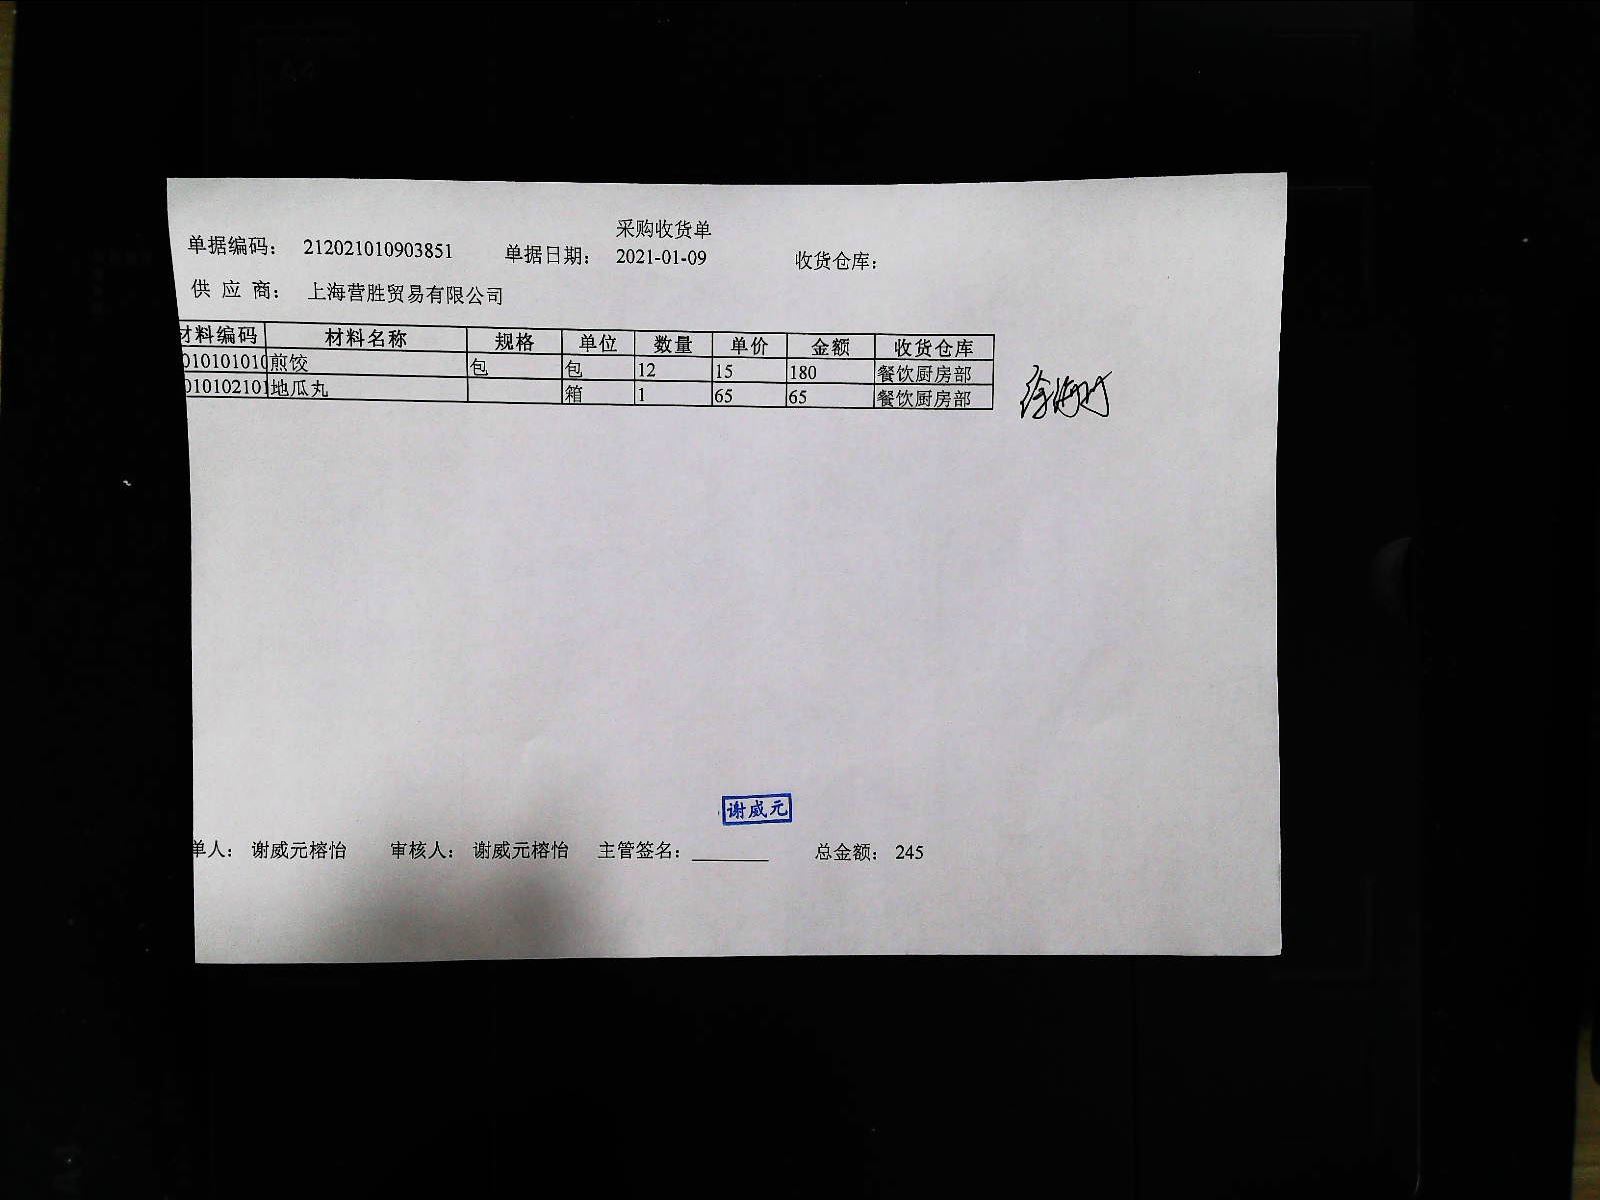 采购收货单
单据编码： 212021010903851 单据日期： 2021-01-09 收货仓库：
供 应 商： 上海营胜贸易有限公司
材料编码 材料名称 规格 单位 数量 单价 金额 收货仓库
010101010 煎饺 包 包 12 15 180 餐饮厨房部
010102101 地瓜丸 箱 1 65 65 餐饮厨房部
谢威元
单人： 谢威元榕怡 审核人： 谢威元榕怡 主管签名： 总金额： 245